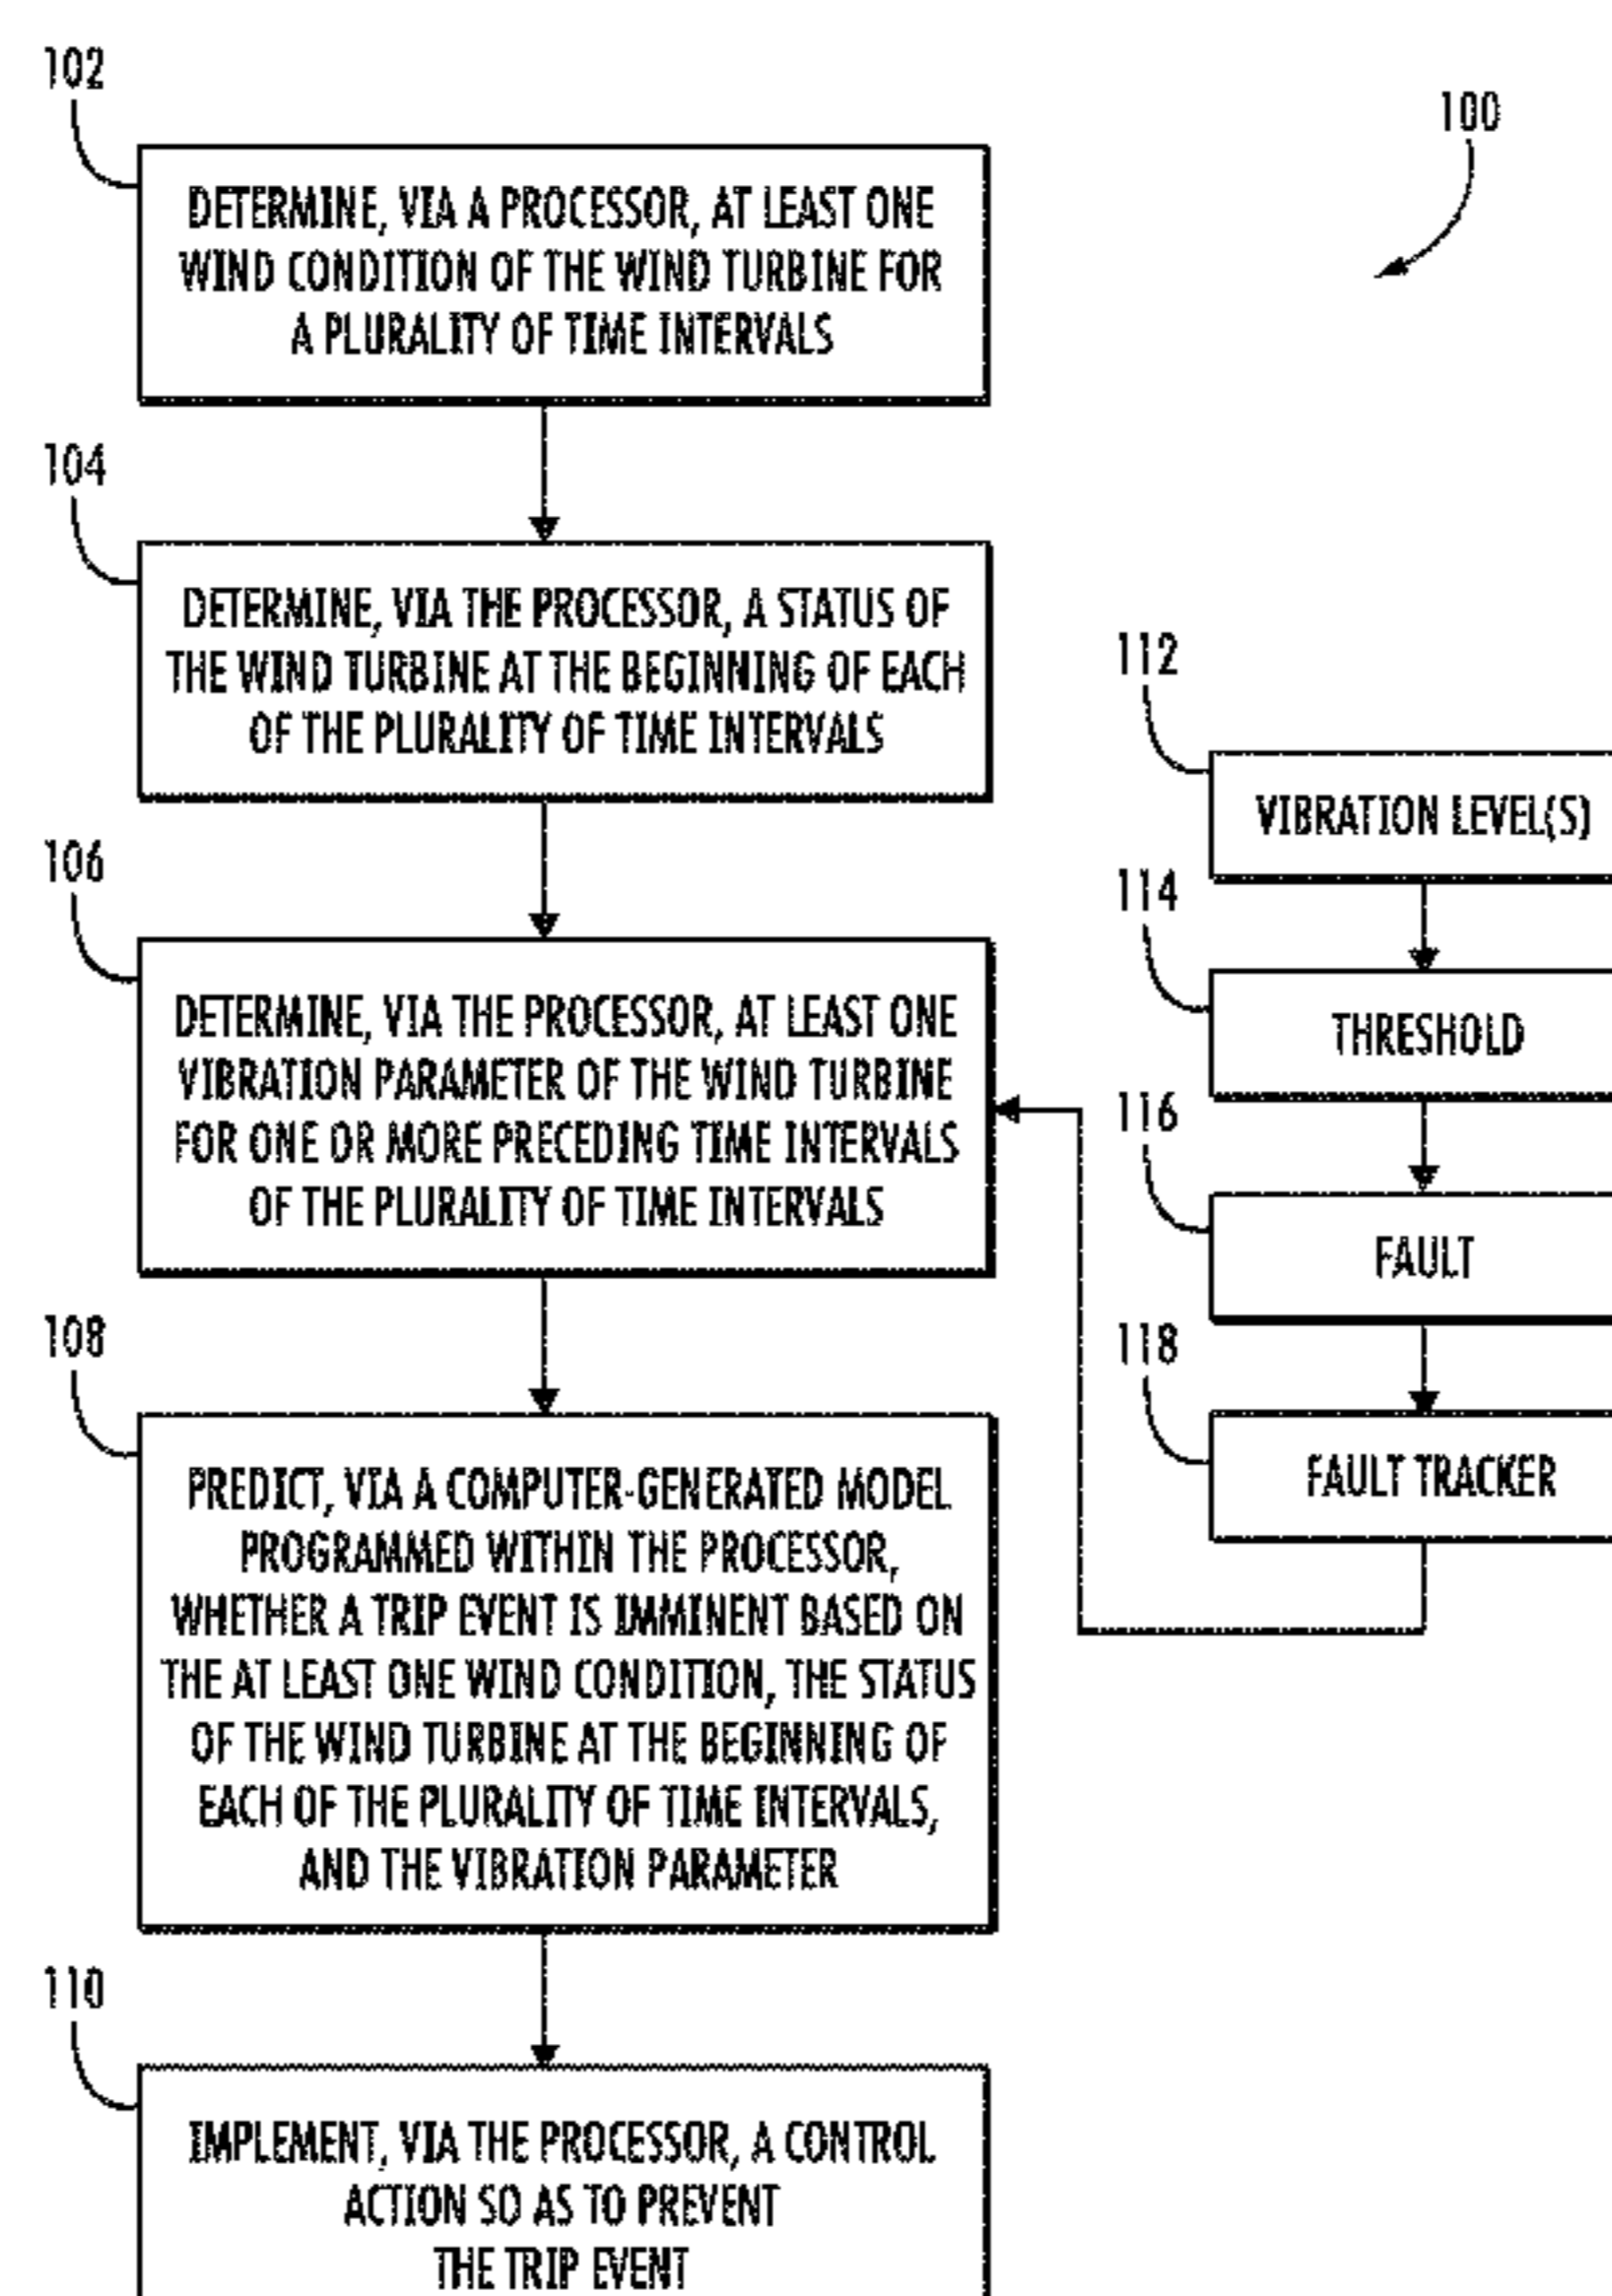 102
100
DETERMINE, VIA A PROCESSOR, AT LEAST ONE
WIND CONDITION OF THE WIND TURBINE FOR
A PLURALITY OF TIME INTERVALS
104
DETERMINE, VIA THE PROCESSOR, A STATUS OF
THE WIND TURBINE AT THE BEGINNING OF EACH
OF THE PLURALITY OF TIME INTERVALS
106
DETERMINE, VIA THE PROCESSOR, AT LEAST ONE
VIBRATION PARAMETER OF THE WIND TURBINE
FOR ONE OR MORE PRECEDING TIME INTERVALS
OF THE PLURALITY OF TIME INTERVALS
108
PREDICT, VIA A COMPUTER-GENERATED MODEL
PROGRAMMED WITHIN THE PROCESSOR,
WHETHER A TRIP EVENT IS IMMINENT BASED ON
THE AT LEAST ONE WIND CONDITION, THE STATUS
OF THE WIND TURBINE AT THE BEGINNING OF
EACH OF THE PLURALITY OF TIME INTERVALS,
AND THE VIBRATION PARAMETER
110
IMPLEMENT, VIA THE PROCESSOR, A CONTROL
ACTION SO AS TO PREVENT
THE TRIP EVENT
112
VIBRATION LEVEL(S)
114
THRESHOLD
116
FAULT
118
FAULT TRACKER